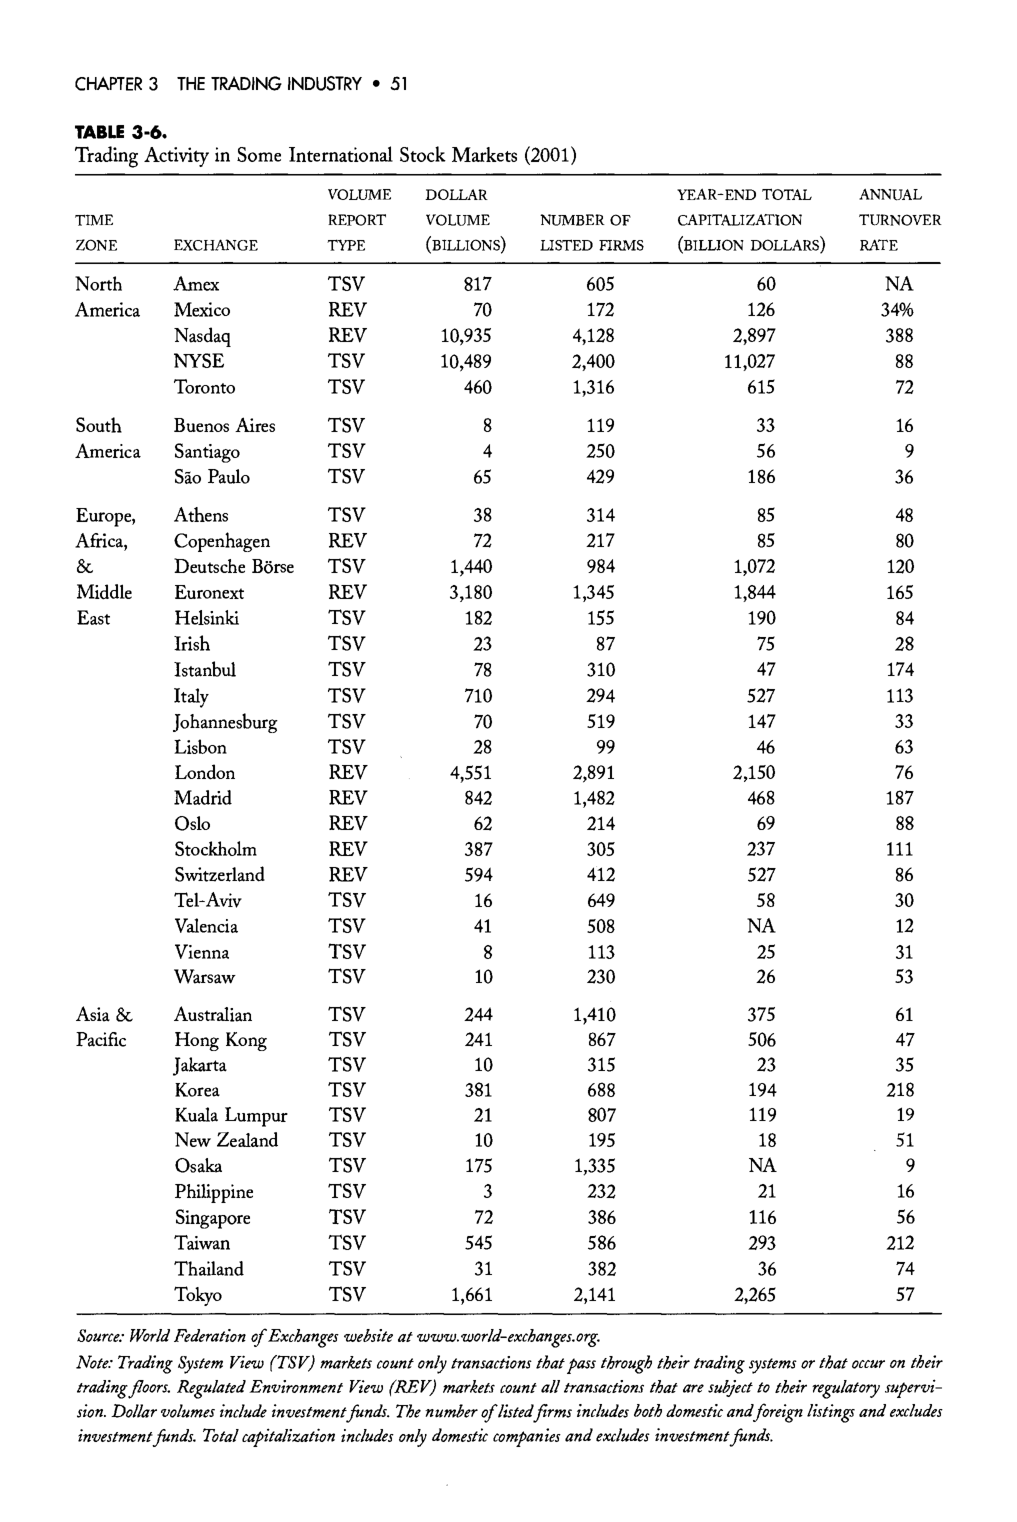 CHAPTER 3 THE TRADING INDUSTRY • 51
TABLE 3-6.
Trading Activity in Some International Stock Markets (2001)
VOLUME DOLLAR YEAR-END TOTAL ANNUAL
TIME REPORT VOLUME NUMBER OF CAPITALIZATION TURNOVER
ZONE EXCHANGE TYPE (BILLIONS) LISTED FIRMS (BILLION DOLLARS) RATE
North Amex TSV 817 605 60 NA
America Mexico REV 70 172 126 34%
Nasdaq REV 10,935 4,128 2,897 388
NYSE TSV 10,489 2,400 11,027 88
Toronto TSV 460 1,316 615 72
South Buenos Aires TSV 8 119 33 16
America Santiago TSV 4 250 56 9
São Paulo TSV 65 429 186 36
Europe, Athens TSV 38 314 85 48
Africa, Copenhagen REV 72 217 85 80
& Deutsche Börse TSV 1,440 984 1,072 120
Middle Euronext REV 3,180 1,345 1,844 165
East Helsinki TSV 182 155 190 84
Irish TSV 23 87 75 28
Istanbul TSV 78 310 47 174
Italy TSV 710 294 527 113
Johannesburg TSV 70 519 147 33
Lisbon TSV 28 99 46 63
London REV 4,551 2,891 2,150 76
Madrid REV 842 1,482 468 187
Oslo REV 62 214 69 88
Stockholm REV 387 305 237 111
Switzerland REV 594 412 527 86
Tel-Aviv TSV 16 649 58 30
Valencia TSV 41 508 NA 12
Vienna TSV 8 113 25 31
Warsaw TSV 10 230 26 53
Asia & Australian TSV 244 1,410 375 61
Pacific Hong Kong TSV 241 867 506 47
Jakarta TSV 10 315 23 35
Korea TSV 381 688 194 218
Kuala Lumpur TSV 21 807 119 19
New Zealand TSV 10 195 18 51
Osaka TSV 175 1,335 NA 9
Philippine TSV 3 232 21 16
Singapore TSV 72 386 116 56
Taiwan TSV 545 586 293 212
Thailand TSV 31 382 36 74
Tokyo TSV 1,661 2,141 2,265 57
Source: World Federation of Exchanges website at www.world-exchanges.org.
Note: Trading System View (TSV) markets count only transactions that pass through their trading systems or that occur on their
trading floors. Regulated Environment View (REV) markets count all transactions that are subject to their regulatory supervi-
sion. Dollar volumes include investment funds. The number of listed firms includes both domestic and foreign listings and excludes
investment funds. Total capitalization includes only domestic companies and excludes investment funds.